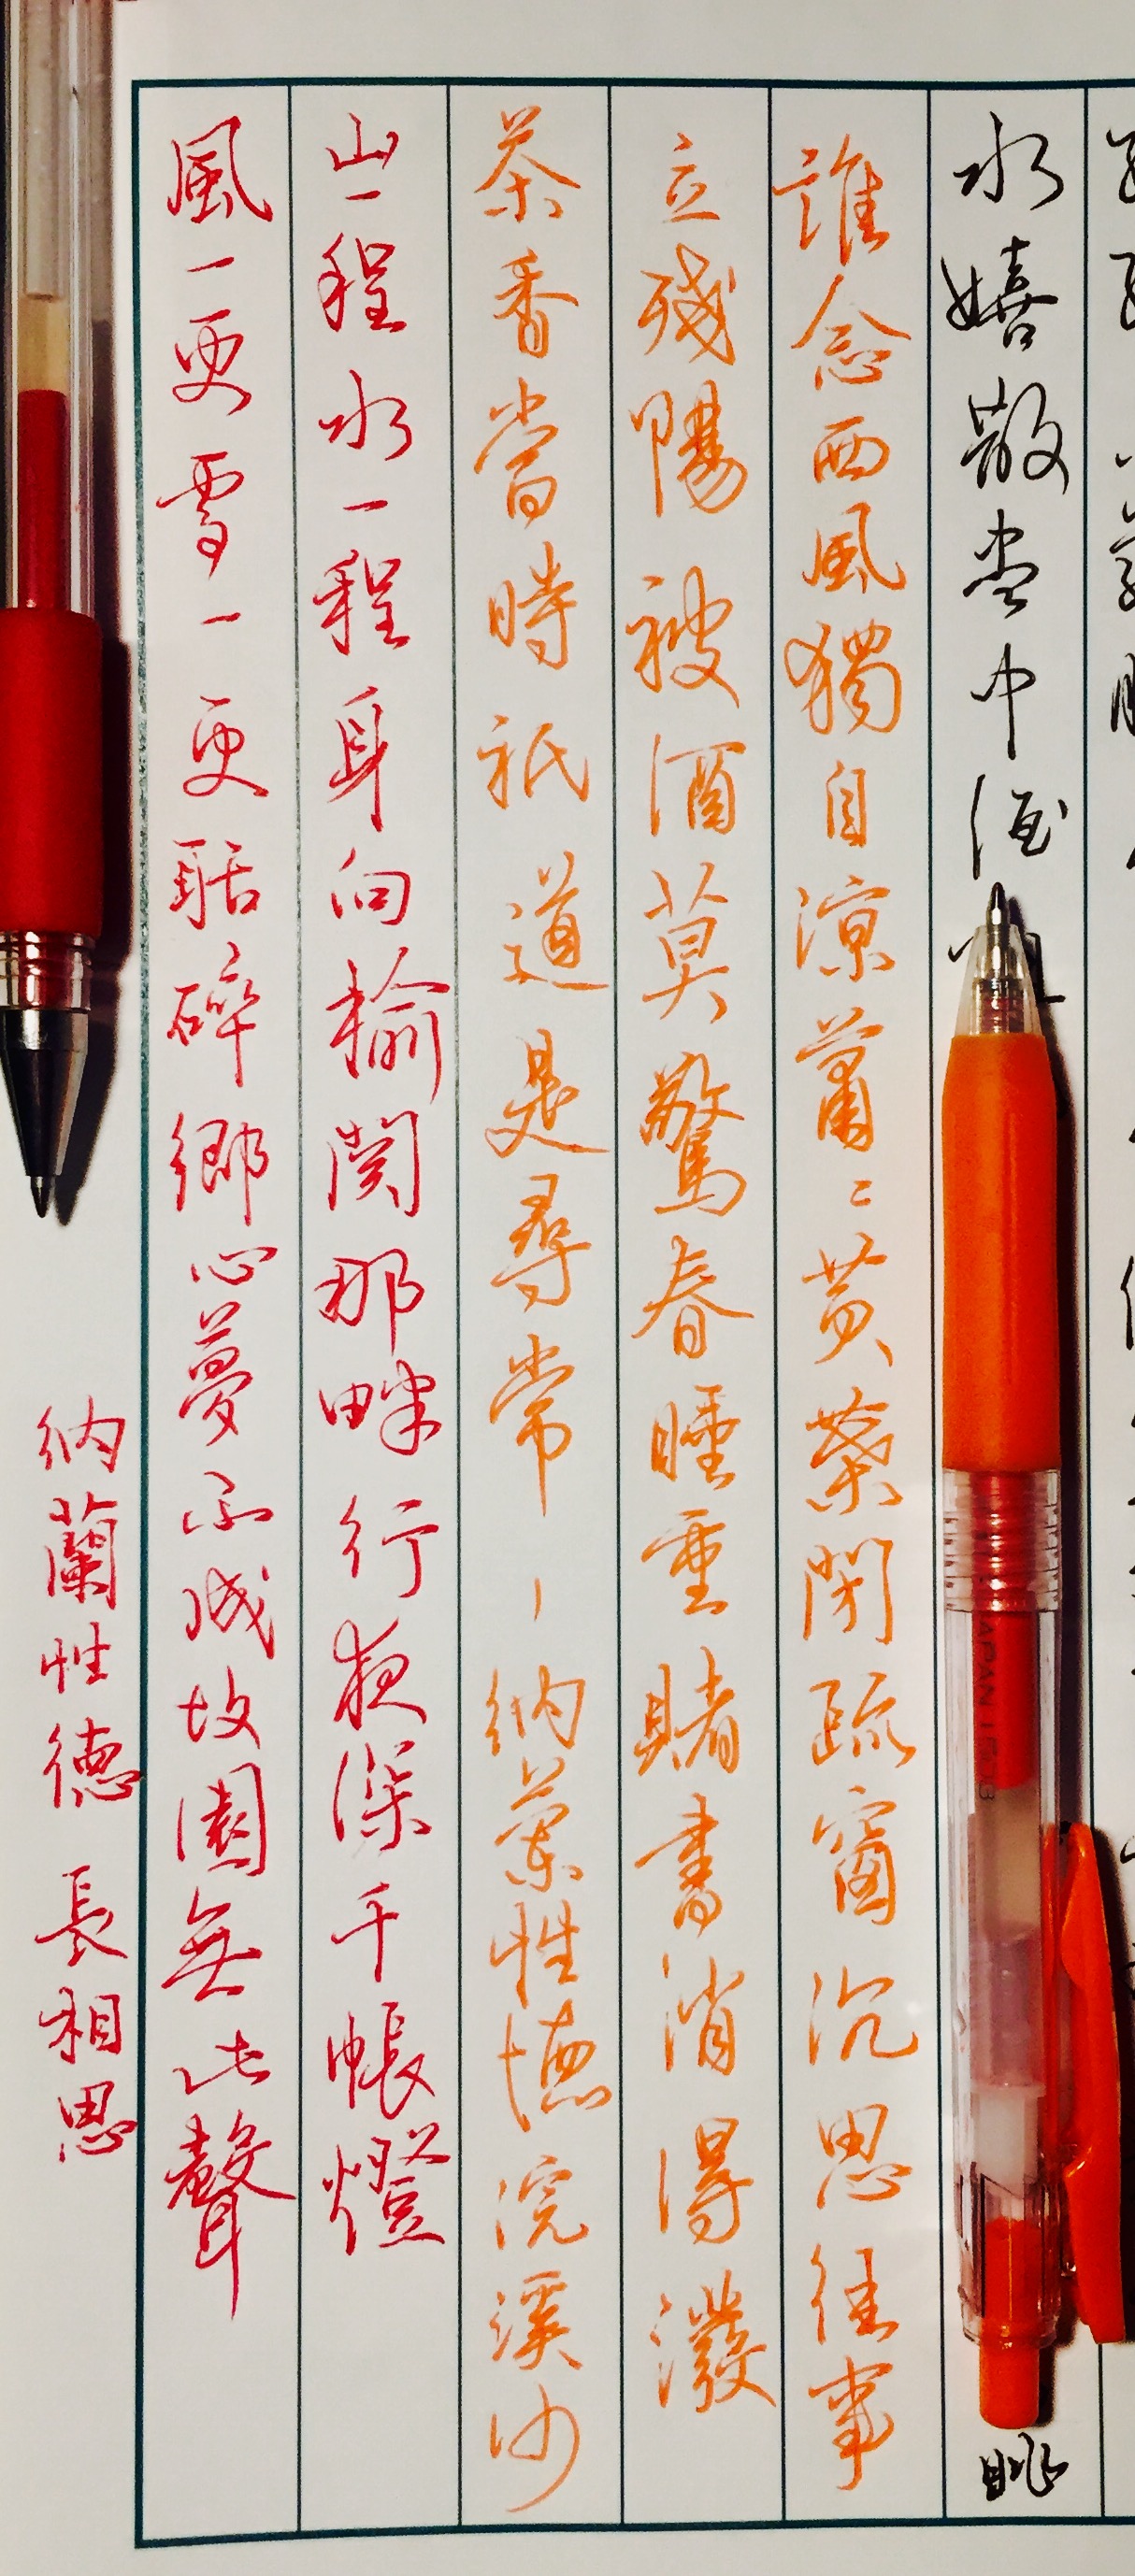 水嬉散尽中酒
眺
誰念西風獨自涼蕭〻黄葉閉疏窗沉思往事
立殘陽被酒莫驚春睡重賭書消得潑
茶香當時祇道是尋常－納蘭性德浣溪沙
山一程水一程身向榆関那畔行夜深千帳燈
風一更雪一更聒碎鄉心夢不成故園無此聲
納蘭性德 長相思
JAPAN